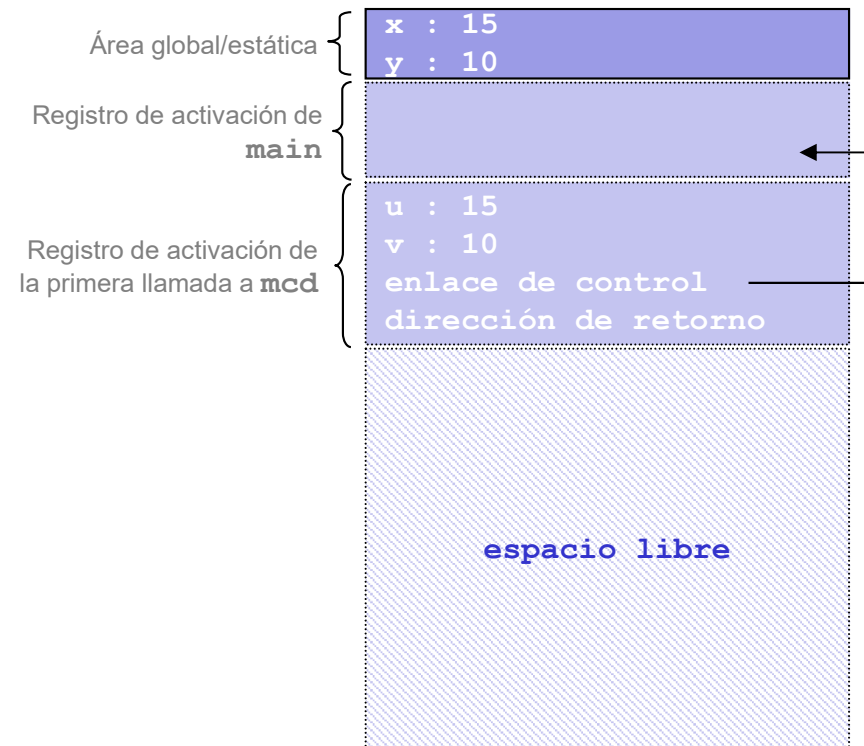 Área global/estática
x : 15
y : 10
Registro de activación de
main
Registro de activación de
la primera llamada a mcd
u : 15
v : 10
enlace de control
dirección de retorno
espacio libre